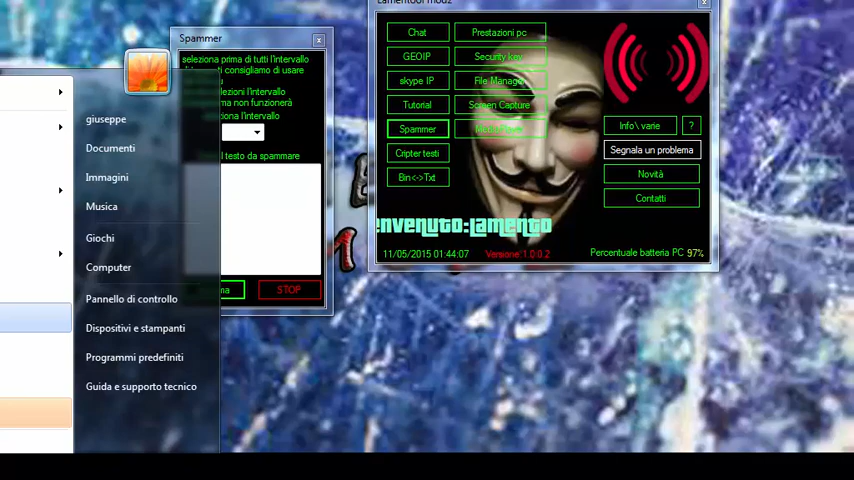 Spammer
x
seleziona prima di tutti l'intervallo
consigliamo di usare
l'intervallo
ma non funzionerà
l'intervallo
testo da spammare
STOP
giuseppe
Documenti
Immagini
Musica
Giochi
Computer
Pannello di controllo
Dispositivi e stampanti
Programmi predefiniti
Guida e supporto tecnico
x
Chat
Prestazioni pc
GEOIP
Security key
skype IP
File Manager
Tutorial
Screen Capture
Spammer
MediaPlayer
Cripter testi
Bin<->Txt
Info\ varie
?
Segnala un problema
Novità
Contatti
envenuto:lamento
11/05/2015 01:44:07
Versione:1.0.0.2
Percentuale batteria PC 97%